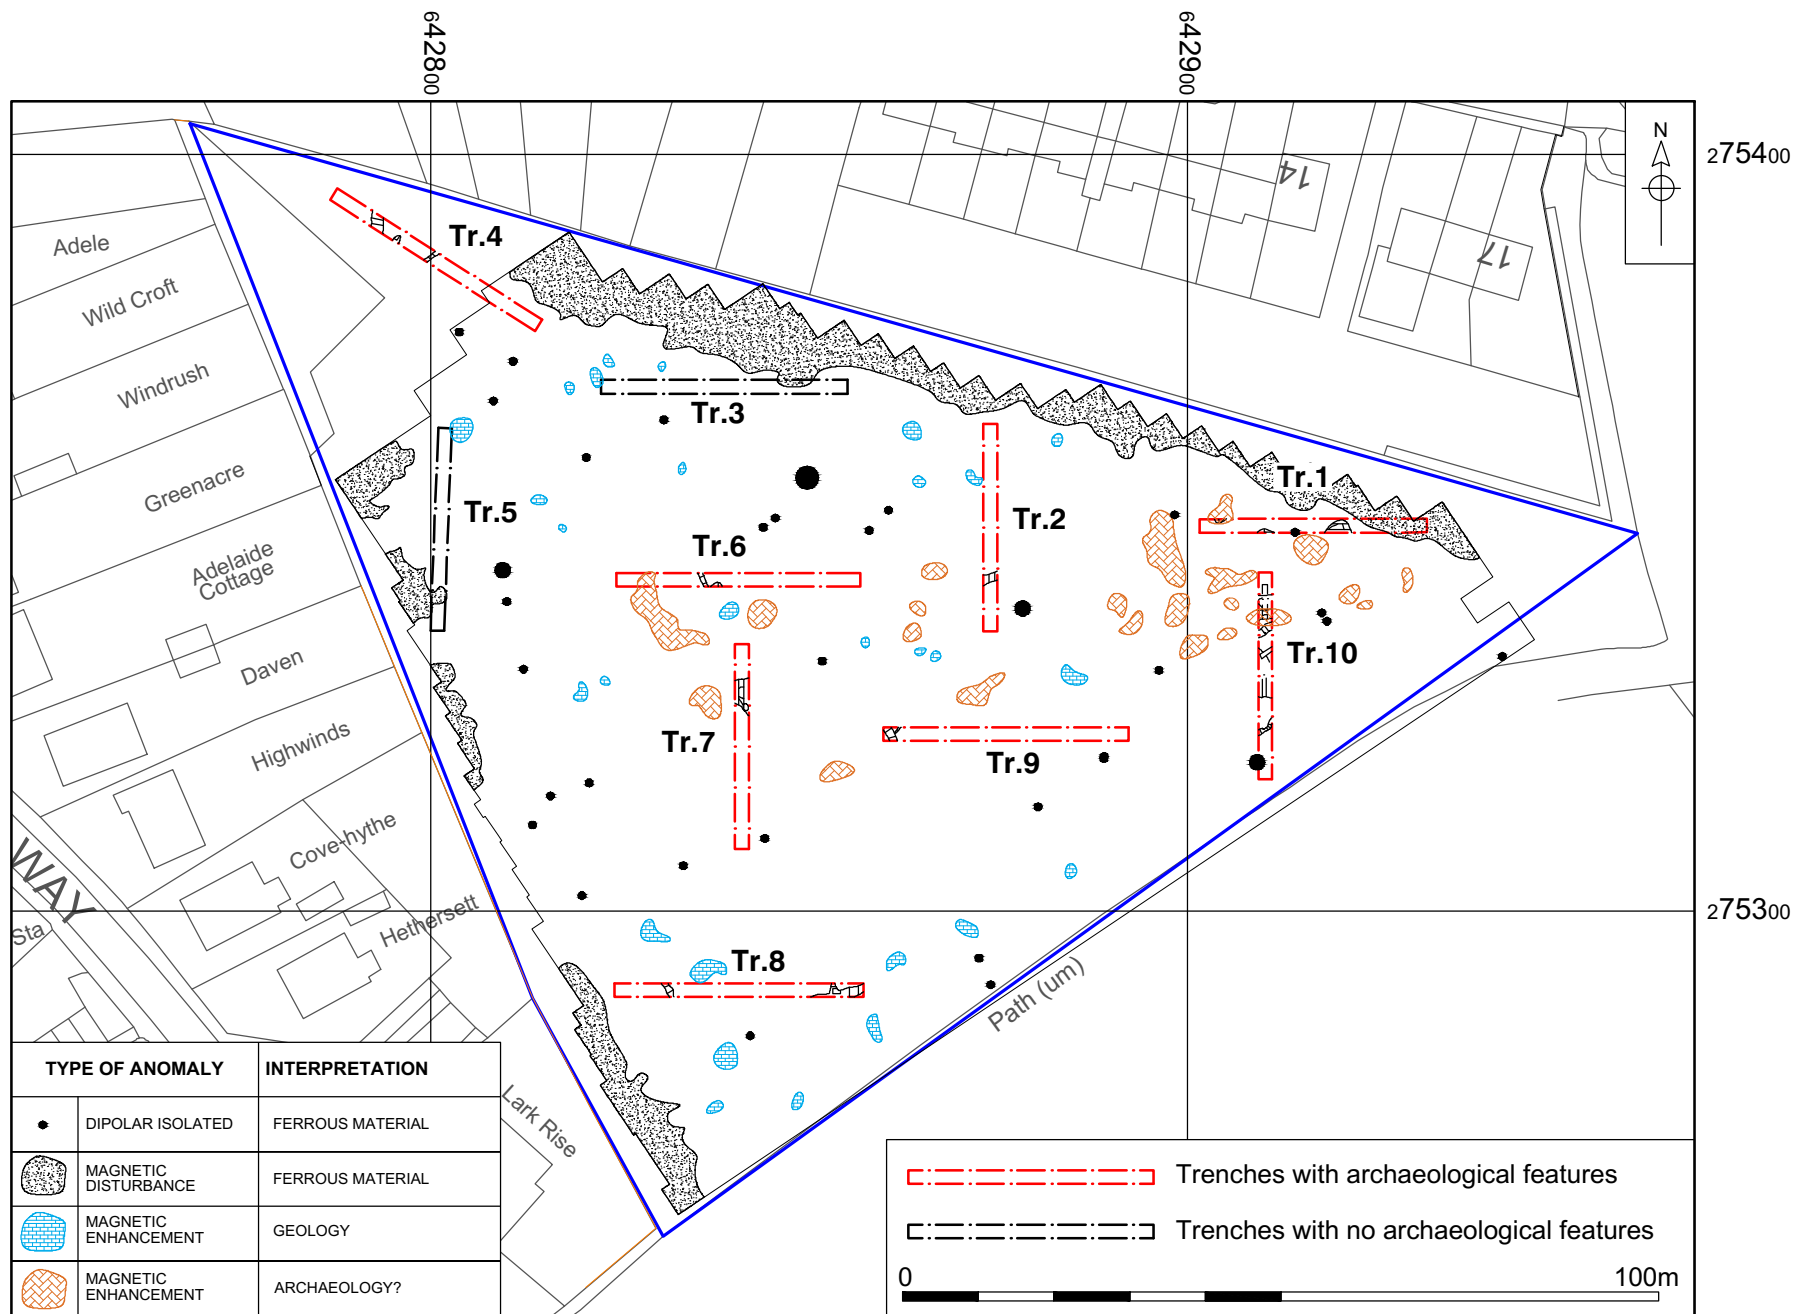 642800
642900
N
275400
14
17
Tr.4
Adele
Wild Croft
Windrush
Tr.3
Greenacre
Tr.5
Tr.2
Tr.1
Tr.6
Adelaide
Cottage
Daven
Tr.10
Highwinds
Tr.7
Tr.9
Cove-hythe
WAY
Hethersett
Sta
275300
Tr.8
Path (um)
Lark Rise
TYPE OF ANOMALY INTERPRETATION
DIPOLAR ISOLATED FERROUS MATERIAL
MAGNETIC
DISTURBANCE
FERROUS MATERIAL
MAGNETIC
ENHANCEMENT
GEOLOGY
MAGNETIC
ENHANCEMENT
ARCHAEOLOGY?
Trenches with archaeological features
Trenches with no archaeological features
0 100m